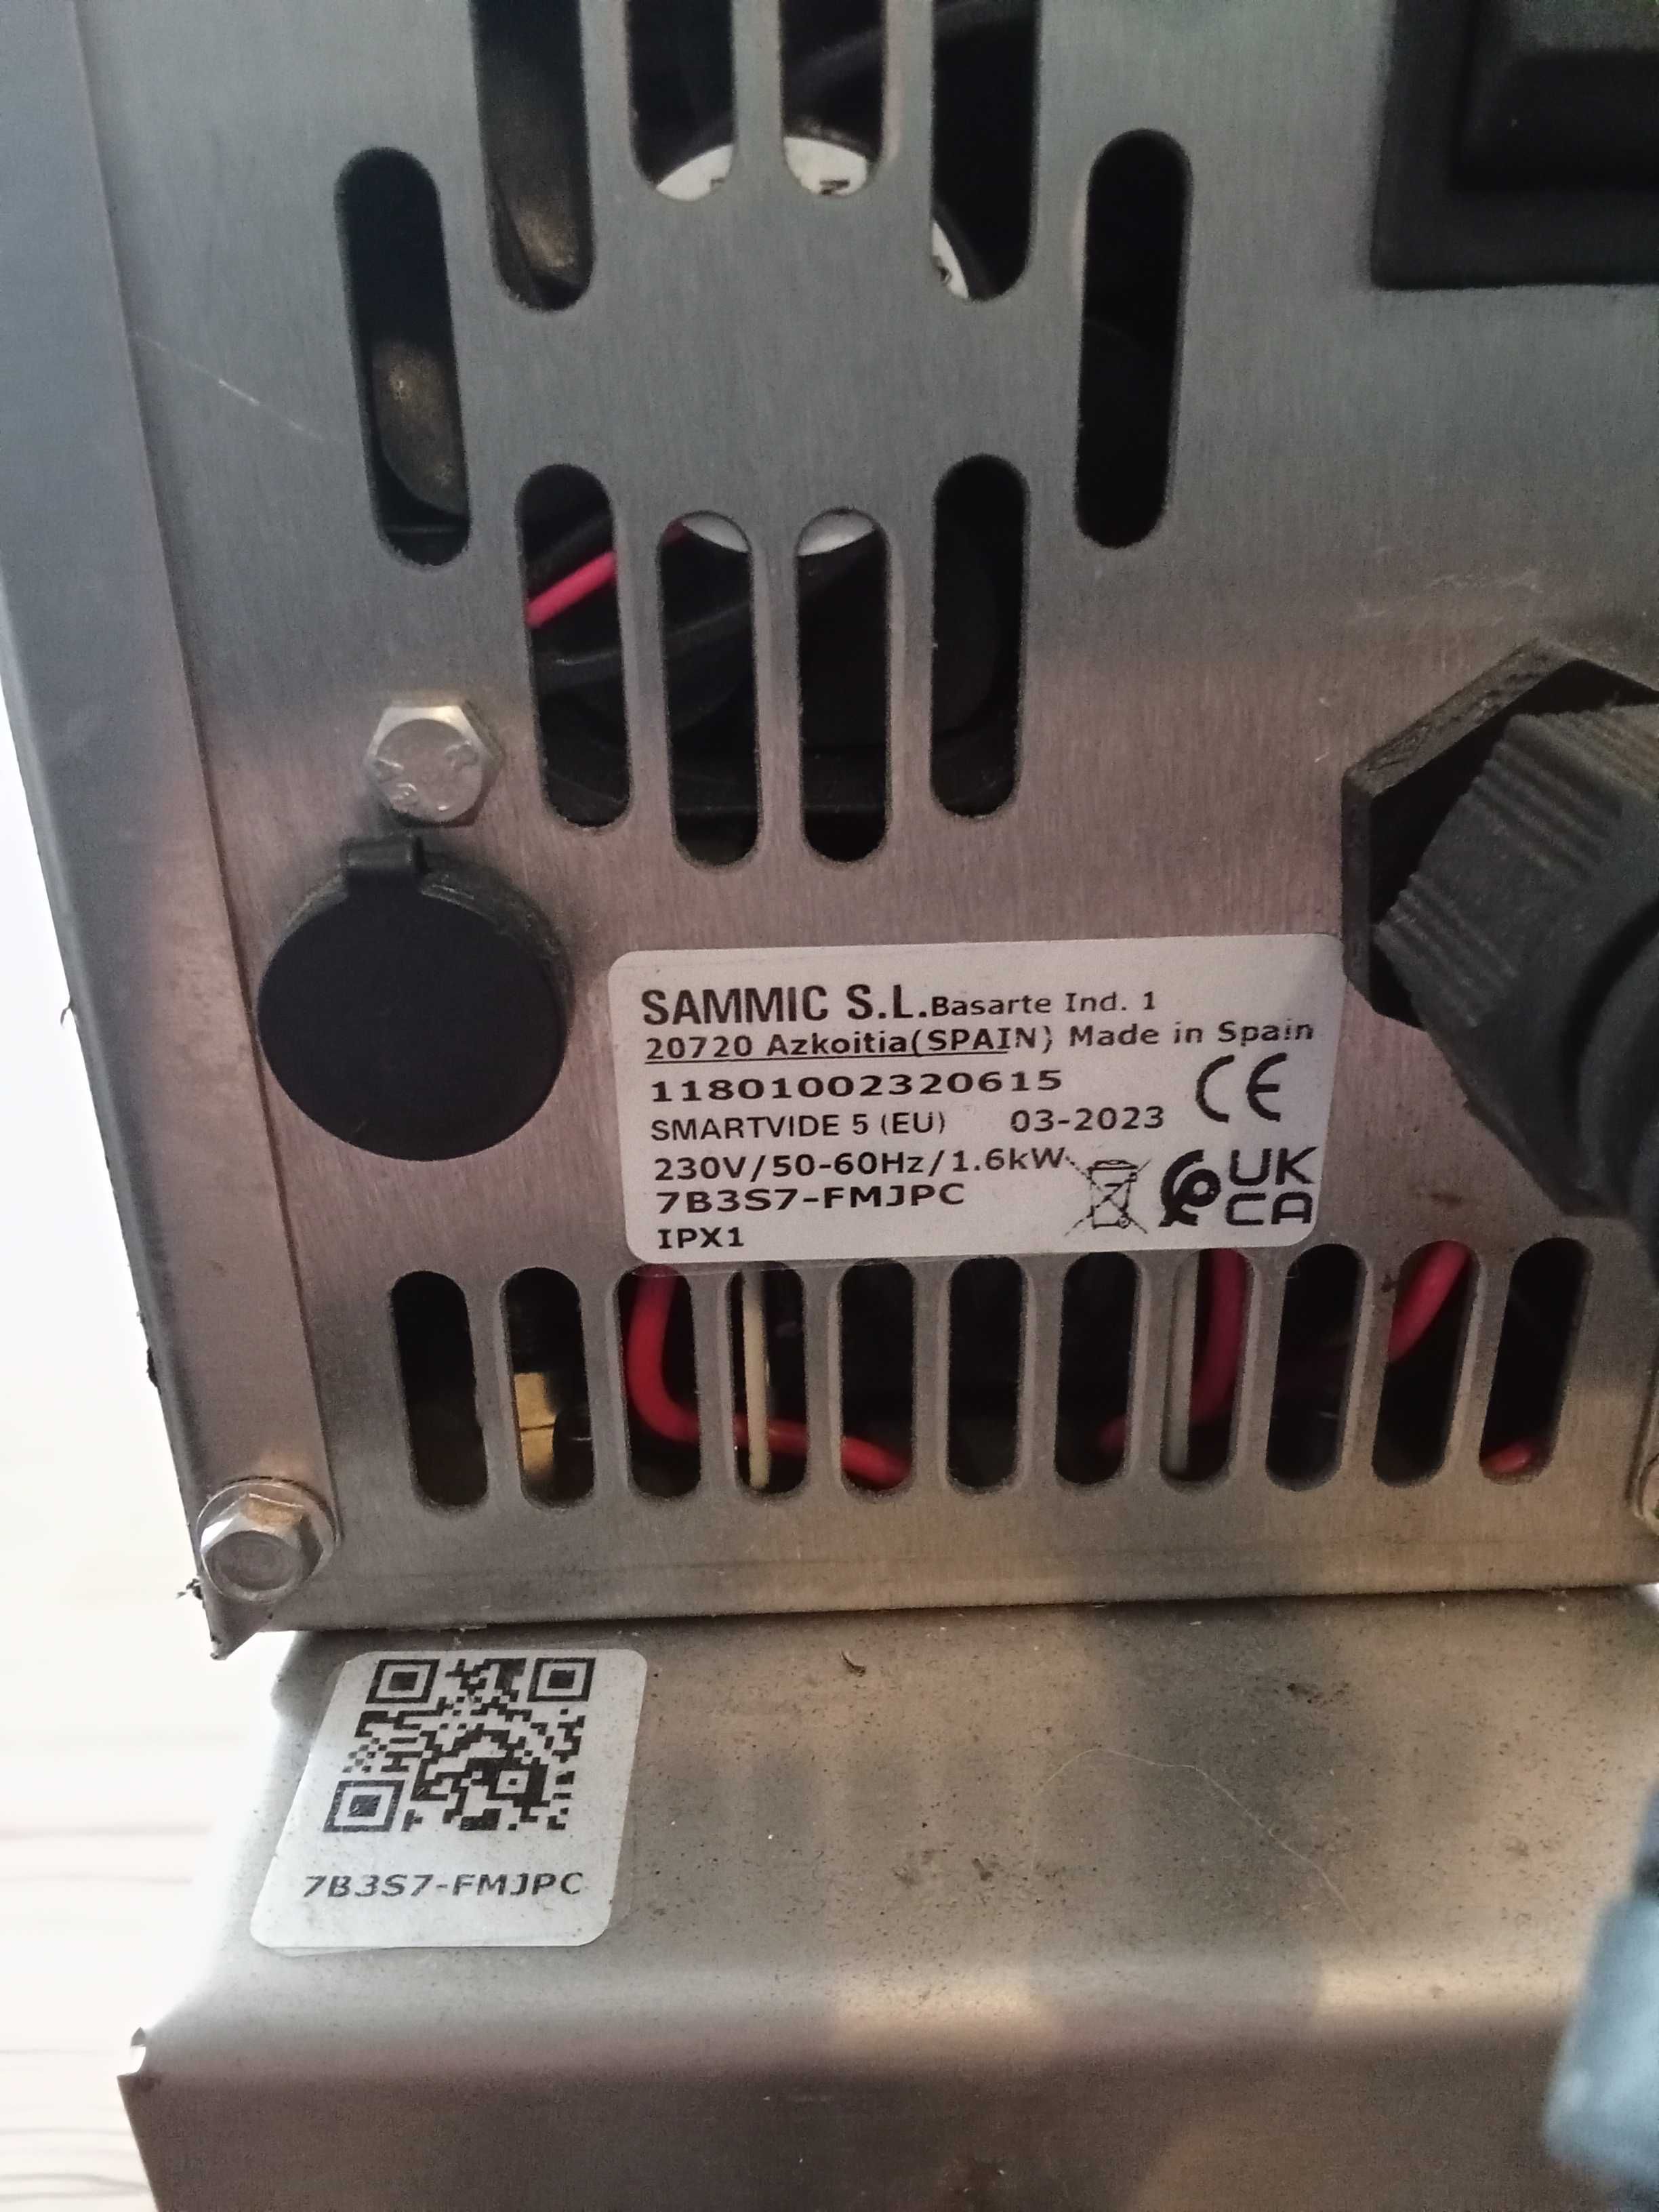 SAMMIC S.L. Basarte Ind. 1
20720 Azkoitia(SPAIN) Made in Spain
11801002320615
SMARTVIDE 5 (EU) 03-2023 CE
230V/50-60Hz/1.6kW
7B3S7-FMJPC
UK
CA
IPX1
7B3S7-FMJPC